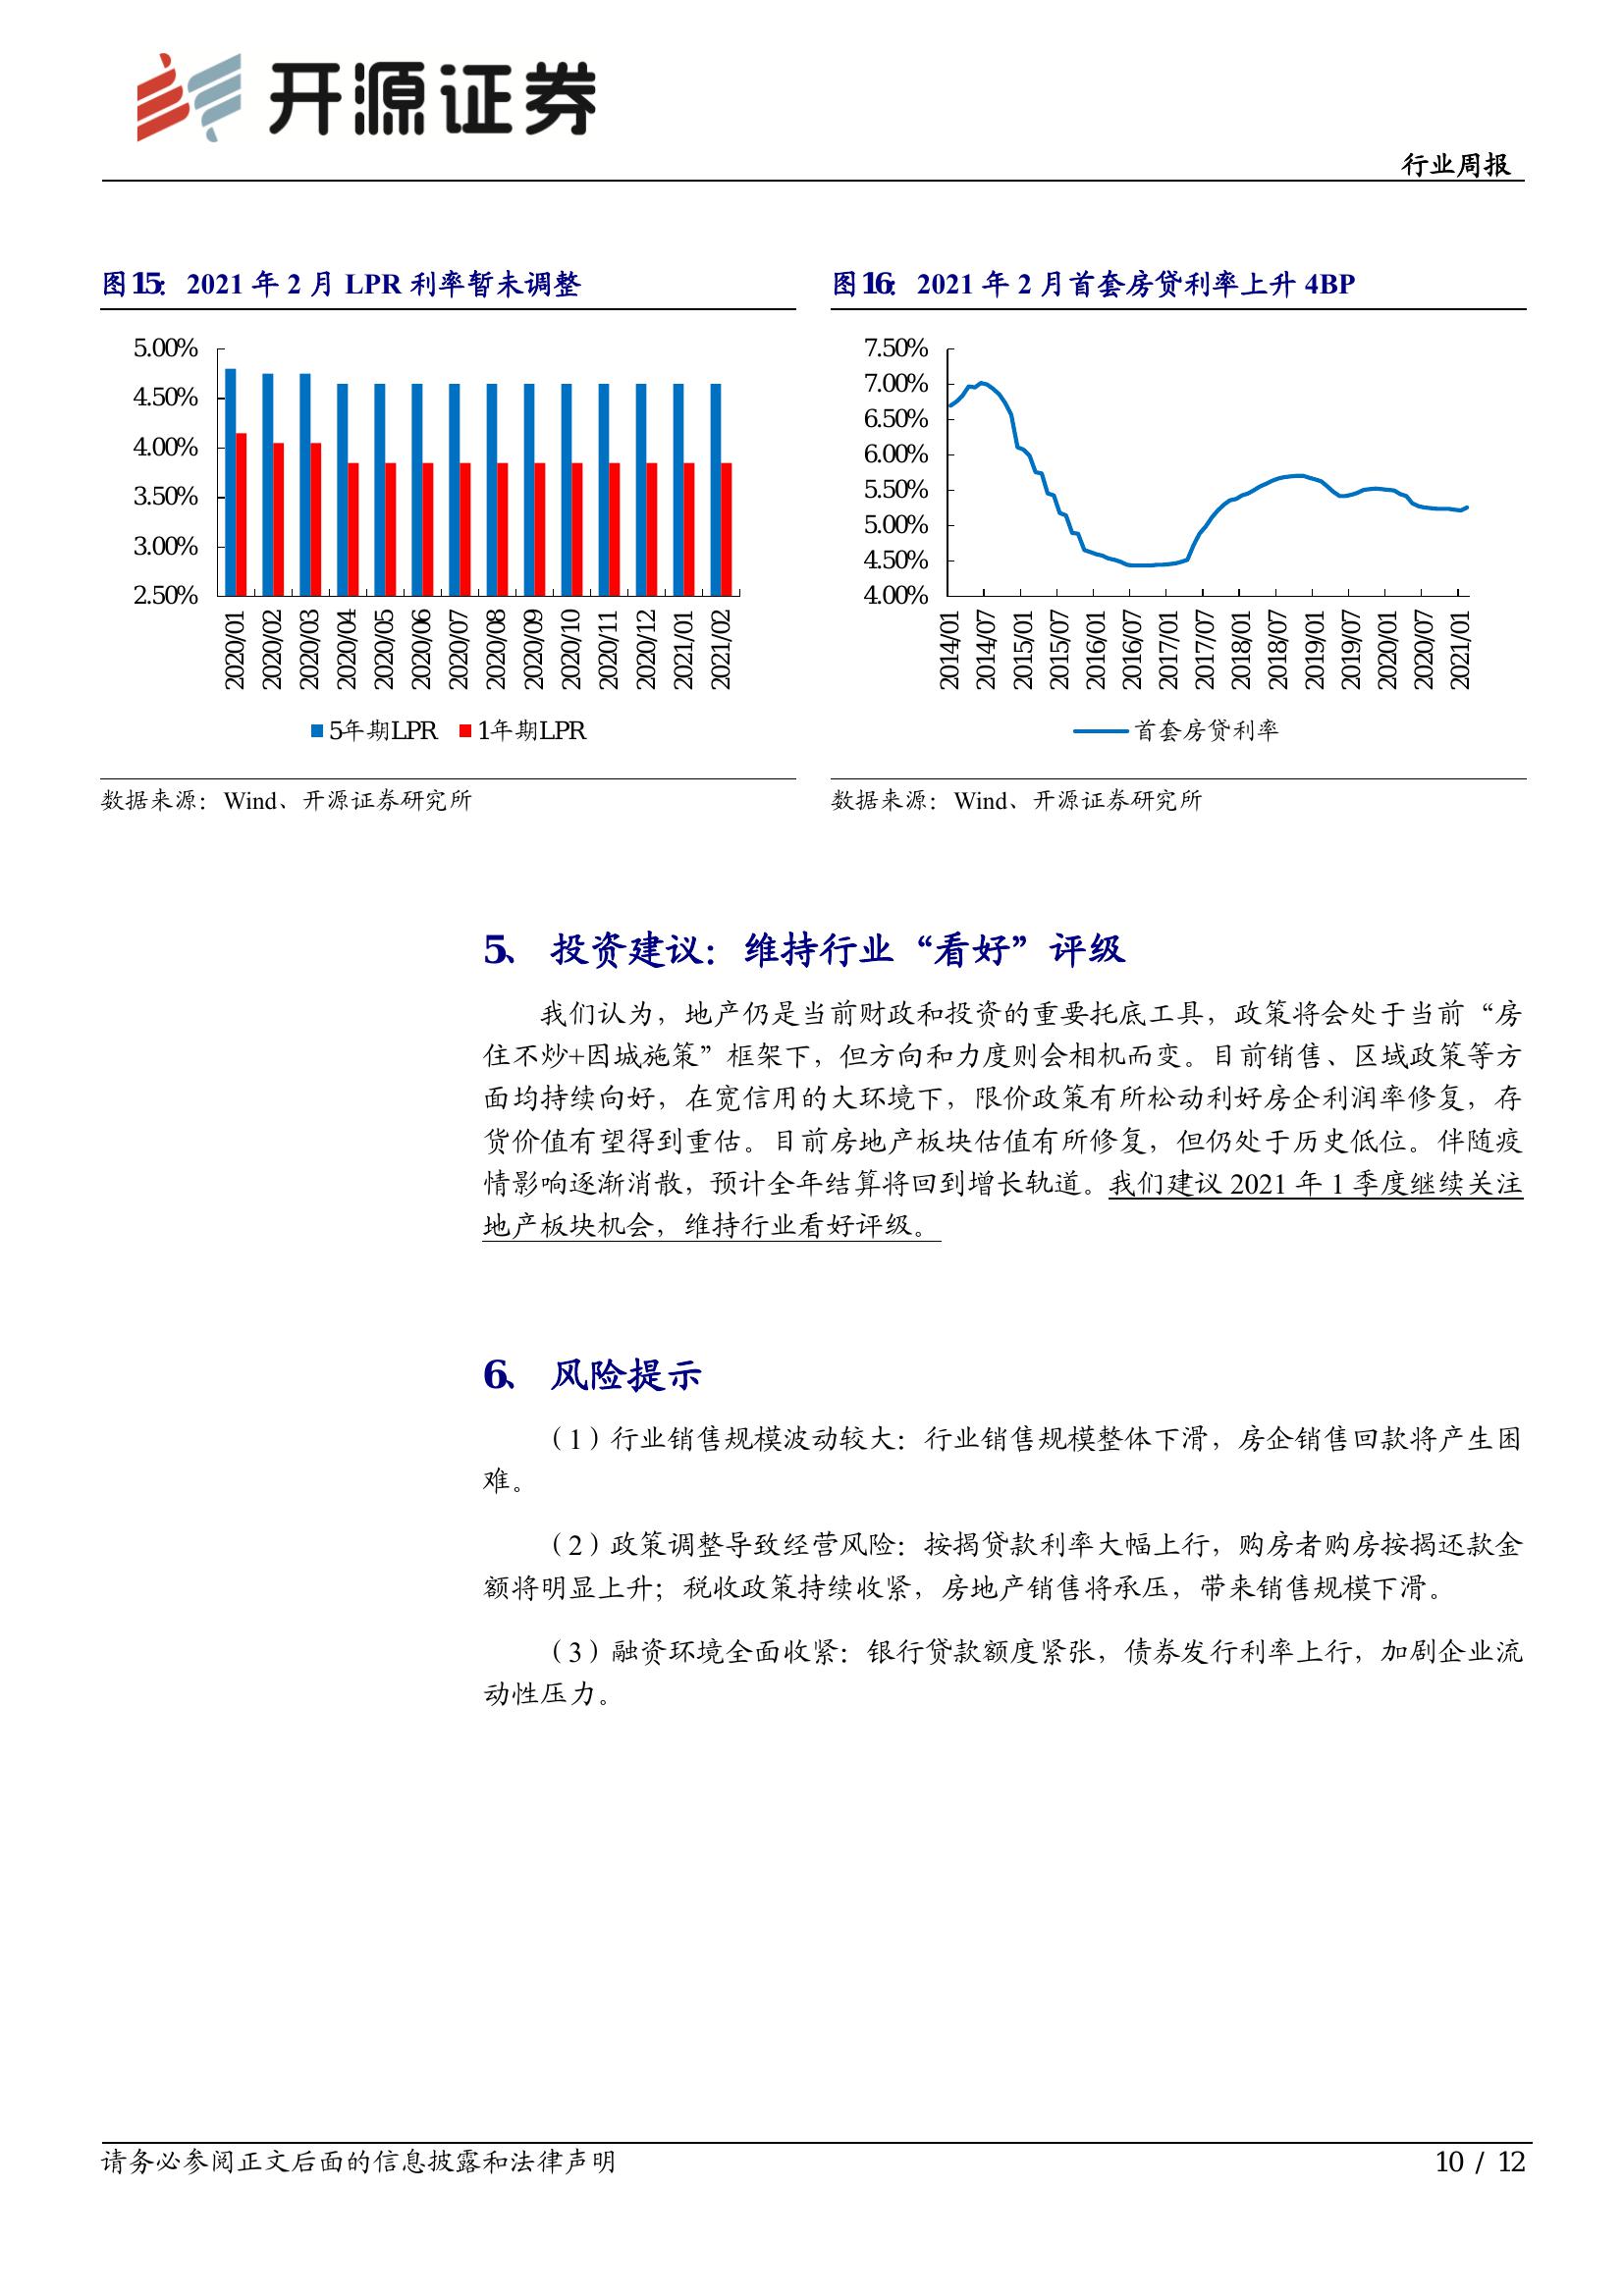 开源证券
行业周报
图15： 2021 年 2 月 LPR 利率暂未调整
5.00%
4.50%
4.00%
3.50%
3.00%
2.50%
2020/01
2020/02
2020/03
2020/04
2020/05
2020/06
2020/07
2020/08
2020/09
2020/10
2020/11
2020/12
2021/01
2021/02
5年期LPR 1年期LPR
数据来源：Wind、开源证券研究所
图16： 2021 年 2 月首套房贷利率上升 4BP
7.50%
7.00%
6.50%
6.00%
5.50%
5.00%
4.50%
4.00%
2014/01
2014/07
2015/01
2015/07
2016/01
2016/07
2017/01
2017/07
2018/01
2018/07
2019/01
2019/07
2020/01
2020/07
2021/01
首套房贷利率
数据来源：Wind、开源证券研究所
5、 投资建议：维持行业“看好”评级
我们认为，地产仍是当前财政和投资的重要托底工具，政策将会处于当前“房
住不炒+因城施策”框架下，但方向和力度则会相机而变。目前销售、区域政策等方
面均持续向好，在宽信用的大环境下，限价政策有所松动利好房企利润率修复，存
货价值有望得到重估。目前房地产板块估值有所修复，但仍处于历史低位。伴随疫
情影响逐渐消散，预计全年结算将回到增长轨道。我们建议 2021 年 1 季度继续关注
地产板块机会，维持行业看好评级。
6、 风险提示
（1）行业销售规模波动较大：行业销售规模整体下滑，房企销售回款将产生困
难。
（2）政策调整导致经营风险：按揭贷款利率大幅上行，购房者购房按揭还款金
额将明显上升；税收政策持续收紧，房地产销售将承压，带来销售规模下滑。
（3）融资环境全面收紧：银行贷款额度紧张，债券发行利率上行，加剧企业流
动性压力。
请务必参阅正文后面的信息披露和法律声明
10 / 12